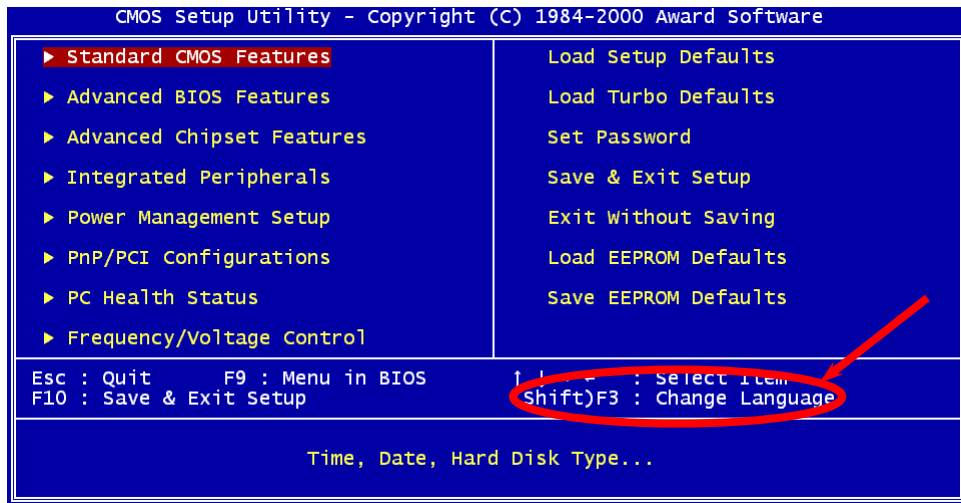 CMOS Setup Utility - Copyright (C) 1984-2000 Award Software
▶ Standard CMOS Features
▶ Advanced BIOS Features
▶ Advanced Chipset Features
▶ Integrated Peripherals
▶ Power Management Setup
▶ PnP/PCI Configurations
▶ PC Health Status
▶ Frequency/Voltage Control
Load Setup Defaults
Load Turbo Defaults
Set Password
Save & Exit Setup
Exit Without Saving
Load EEPROM Defaults
Save EEPROM Defaults
Esc : Quit F9 : Menu in BIOS
F10 : Save & Exit Setup
: Select Item
Shift)F3 : Change Language
Time, Date, Hard Disk Type...